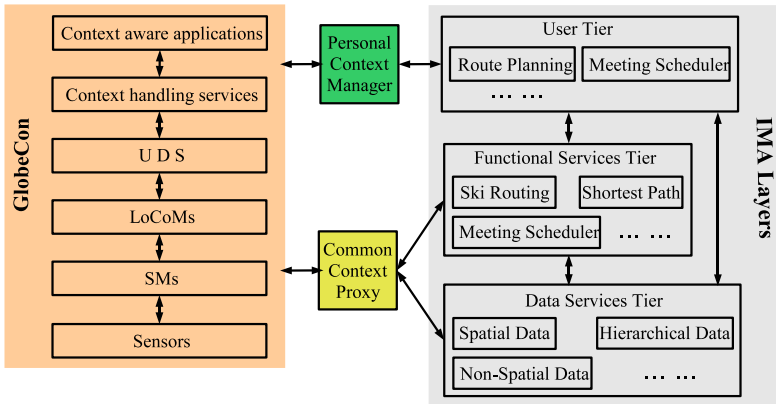 GlobeCon
Context aware applications
Context handling services
U D S
LoCoMs
SMs
Sensors
Personal
Context
Manager
Common
Context
Proxy
User Tier
Route Planning
Meeting Scheduler
... ...
Functional Services Tier
Ski Routing
Shortest Path
Meeting Scheduler
... ...
Data Services Tier
Spatial Data
Hierarchical Data
Non-Spatial Data
... ...
IMA Layers